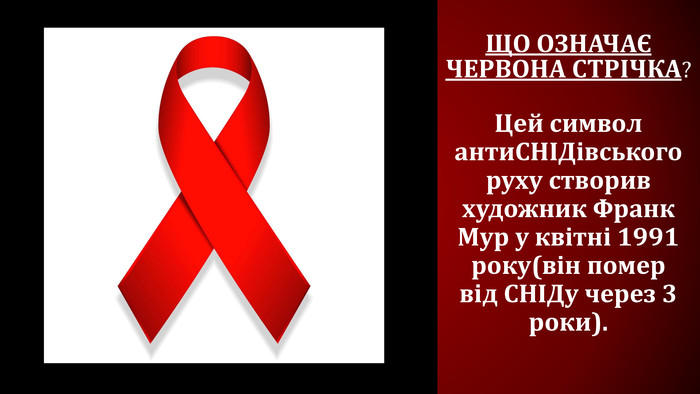 ЩО ОЗНАЧАЄ
ЧЕРВОНА СТРІЧКА?
Цей символ
антиСНІДівського
руху створив
художник Франк
Мур у квітні 1991
року(він помер
від СНІДу через 3
роки).